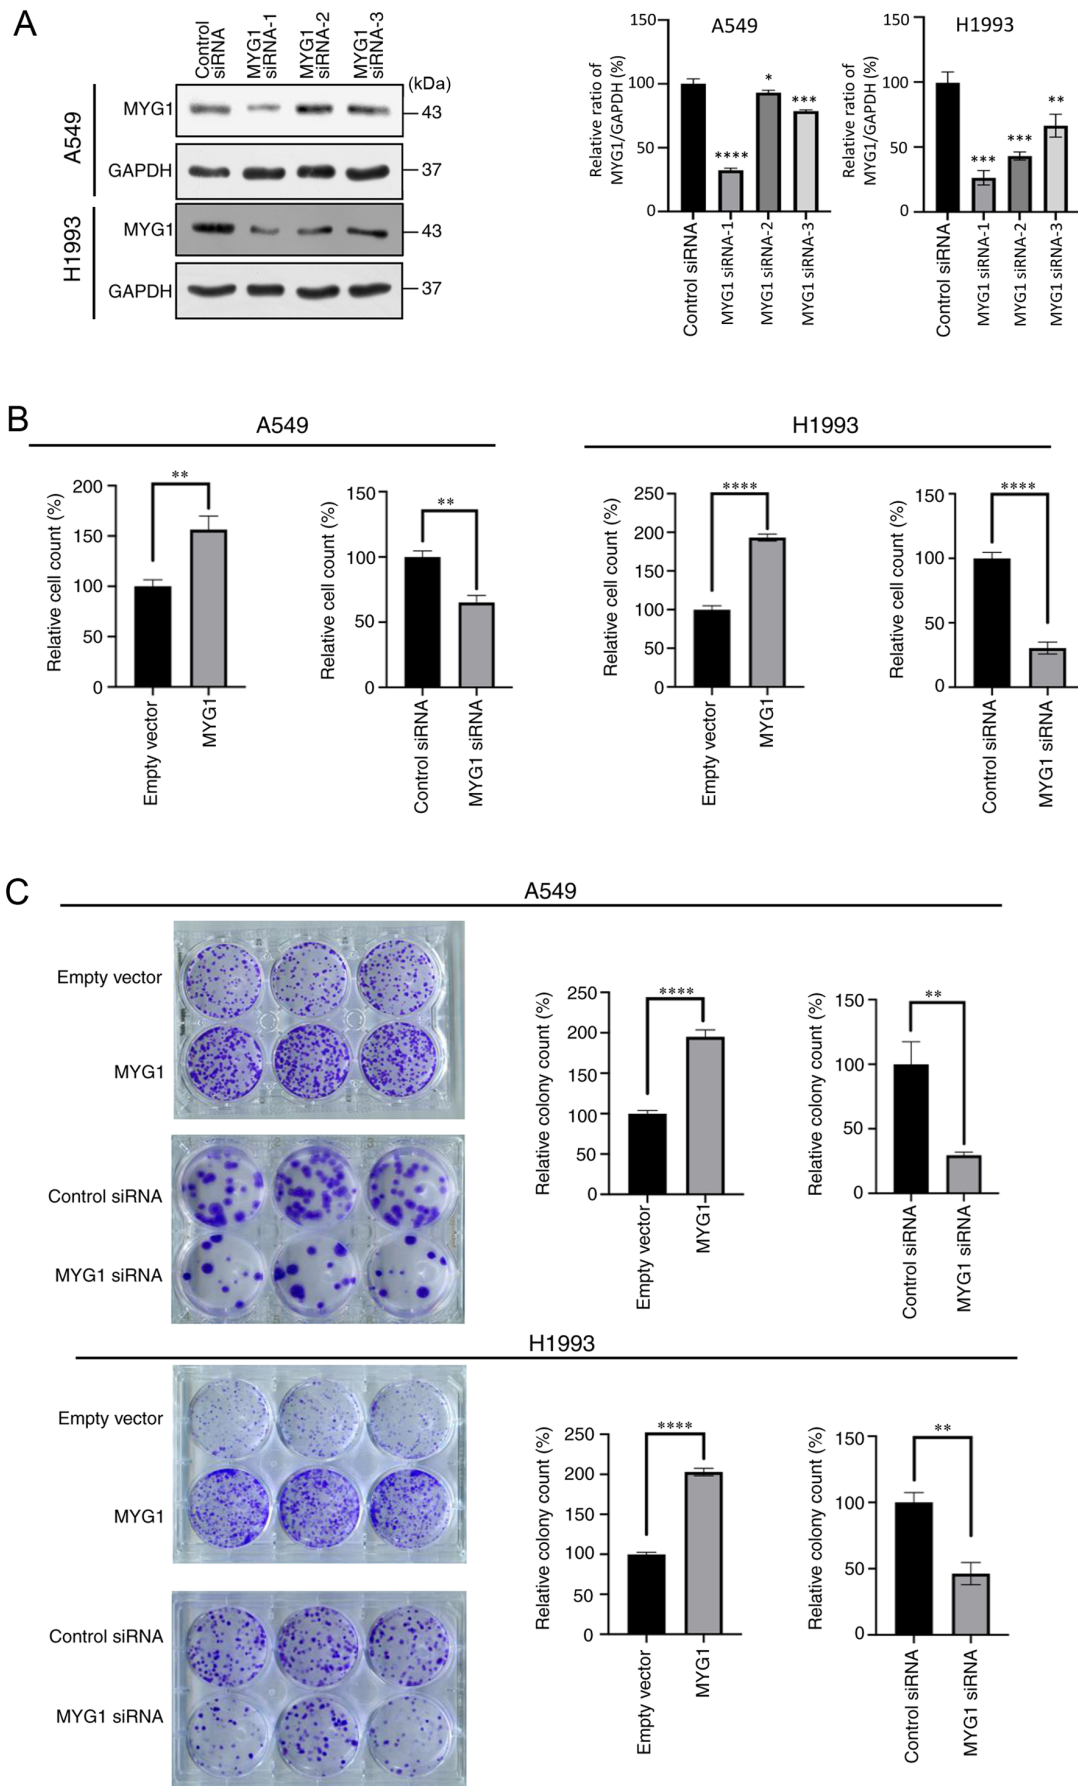 A
Control siRNA
MYG1 siRNA-1
MYG1 siRNA-2
MYG1 siRNA-3
(kDa)
A549
MYG1
43
GAPDH
37
H1993
MYG1
43
GAPDH
37
A549
Relative ratio of MYG1/GAPDH (%)
150
100
50
0
****
*
***
Control siRNA
MYG1 siRNA-1
MYG1 siRNA-2
MYG1 siRNA-3
H1993
Relative ratio of MYG1/GAPDH (%)
150
100
50
0
***
***
**
Control siRNA
MYG1 siRNA-1
MYG1 siRNA-2
MYG1 siRNA-3
B
A549
Relative cell count (%)
200
150
100
50
0
**
Empty vector
MYG1
Relative cell count (%)
150
100
50
0
**
Control siRNA
MYG1 siRNA
H1993
Relative cell count (%)
250
200
150
100
50
0
****
Empty vector
MYG1
Relative cell count (%)
150
100
50
0
****
Control siRNA
MYG1 siRNA
C
A549
Empty vector
MYG1
Control siRNA
MYG1 siRNA
Relative colony count (%)
250
200
150
100
50
0
****
Empty vector
MYG1
Relative colony count (%)
150
100
50
0
**
Control siRNA
MYG1 siRNA
H1993
Empty vector
MYG1
Control siRNA
MYG1 siRNA
Relative colony count (%)
250
200
150
100
50
0
****
Empty vector
MYG1
Relative colony count (%)
150
100
50
0
**
Control siRNA
MYG1 siRNA